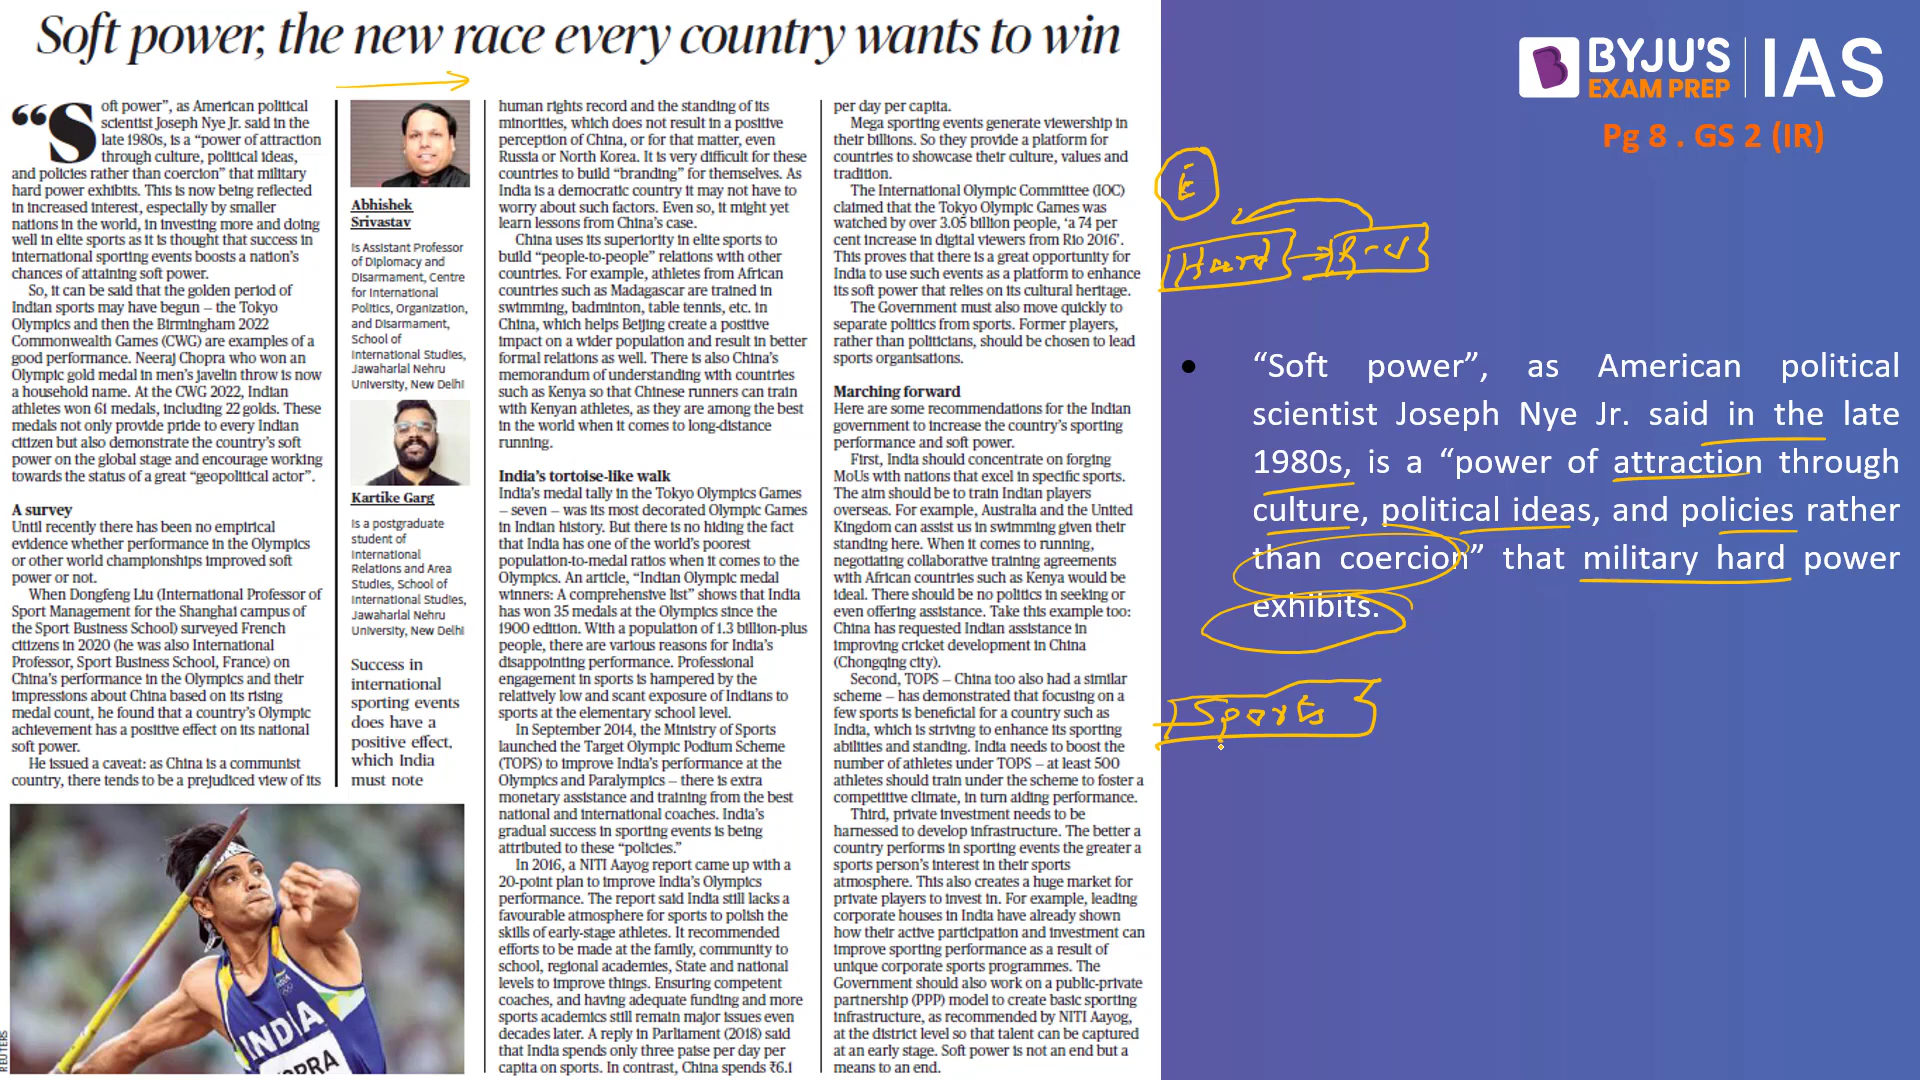 Soft power, the new race every country wants to win
“Soft power”, as American political
scientist Joseph Nye Jr. said in the
late 1980s, is a “power of attraction
through culture, political ideas,
and policies rather than coercion” that military
hard power exhibits. This is now being reflected
in increased interest, especially by smaller
nations in the world, in investing more and doing
well in elite sports as it is thought that success in
international sporting events boosts a nation’s
chances of attaining soft power.
So, it can be said that the golden period of
Indian sports may have begun – the Tokyo
Olympics and then the Birmingham 2022
Commonwealth Games (CWG) are examples of a
good performance. Neeraj Chopra who won an
Olympic gold medal in men’s javelin throw is now
a household name. At the CWG 2022, Indian
athletes won 61 medals, including 22 golds. These
medals not only provide pride to every Indian
citizen but also demonstrate the country’s soft
power on the global stage and encourage working
towards the status of a great “geopolitical actor”.
A survey
Until recently there has been no empirical
evidence whether performance in the Olympics
or other world championships improved soft
power or not.
When Dongfeng Liu (International Professor of
Sport Management for the Shanghai campus of
the Sport Business School) surveyed French
citizens in 2020 (he was also International
Professor, Sport Business School, France) on
China’s performance in the Olympics and their
impressions about China based on its rising
medal count, he found that a country’s Olympic
achievement has a positive effect on its national
soft power.
He issued a caveat: as China is a communist
country, there tends to be a prejudiced view of its
Abhishek
Srivastav
is Assistant Professor
of Diplomacy and
Disarmament, Centre
for International
Politics, Organization,
and Disarmament,
School of
International Studies,
Jawaharlal Nehru
University, New Delhi
Kartike Garg
is a postgraduate
student of
International
Relations and Area
Studies, School of
International Studies,
Jawaharlal Nehru
University, New Delhi
Success in
international
sporting events
does have a
positive effect,
which India
must note
human rights record and the standing of its
minorities, which does not result in a positive
perception of China, or for that matter, even
Russia or North Korea. It is very difficult for these
countries to build “branding” for themselves. As
India is a democratic country it may not have to
worry about such factors. Even so, it might yet
learn lessons from China’s case.
China uses its superiority in elite sports to
build “people-to-people” relations with other
countries. For example, athletes from African
countries such as Madagascar are trained in
swimming, badminton, table tennis, etc. in
China, which helps Beijing create a positive
impact on a wider population and result in better
formal relations as well. There is also China’s
memorandum of understanding with countries
such as Kenya so that Chinese runners can train
with Kenyan athletes, as they are among the best
in the world when it comes to long-distance
running.
India’s tortoise-like walk
India’s medal tally in the Tokyo Olympics Games
– seven – was its most decorated Olympic Games
in Indian history. But there is no hiding the fact
that India has one of the world’s poorest
population-to-medal ratios when it comes to the
Olympics. An article, “Indian Olympic medal
winners: A comprehensive list” shows that India
has won 35 medals at the Olympics since the
1900 edition. With a population of 1.3 billion-plus
people, there are various reasons for India’s
disappointing performance. Professional
engagement in sports is hampered by the
relatively low and scant exposure of Indians to
sports at the elementary school level.
In September 2014, the Ministry of Sports
launched the Target Olympic Podium Scheme
(TOPS) to improve India’s performance at the
Olympics and Paralympics – there is extra
monetary assistance and training from the best
national and international coaches. India’s
gradual success in sporting events is being
attributed to these “policies.”
In 2016, a NITI Aayog report came up with a
20-point plan to improve India’s Olympics
performance. The report said India still lacks a
favourable atmosphere for sports to polish the
skills of early-stage athletes. It recommended
efforts to be made at the family, community to
school, regional academies, State and national
levels to improve things. Ensuring competent
coaches, and having adequate funding and more
sports academics still remain major issues even
decades later. A reply in Parliament (2018) said
that India spends only three paise per day per
capita on sports. In contrast, China spends ₹6.1
per day per capita.
Mega sporting events generate viewership in
their billions. So they provide a platform for
countries to showcase their culture, values and
tradition.
The International Olympic Committee (IOC)
claimed that the Tokyo Olympic Games was
watched by over 3.05 billion people, ‘a 74 per
cent increase in digital viewers from Rio 2016’.
This proves that there is a great opportunity for
India to use such events as a platform to enhance
its soft power that relies on its cultural heritage.
The Government must also move quickly to
separate politics from sports. Former players,
rather than politicians, should be chosen to lead
sports organisations.
Marching forward
Here are some recommendations for the Indian
government to increase the country’s sporting
performance and soft power.
First, India should concentrate on forging
MoUs with nations that excel in specific sports.
The aim should be to train Indian players
overseas. For example, Australia and the United
Kingdom can assist us in swimming given their
standing here. When it comes to running,
negotiating collaborative training agreements
with African countries such as Kenya would be
ideal. There should be no politics in seeking or
even offering assistance. Take this example too:
China has requested Indian assistance in
improving cricket development in China
(Chongqing city).
Second, TOPS – China too also had a similar
scheme – has demonstrated that focusing on a
few sports is beneficial for a country such as
India, which is striving to enhance its sporting
abilities and standing. India needs to boost the
number of athletes under TOPS – at least 500
athletes should train under the scheme to foster a
competitive climate, in turn aiding performance.
Third, private investment needs to be
harnessed to develop infrastructure. The better a
country performs in sporting events the greater a
sports person’s interest in their sports
atmosphere. This also creates a huge market for
private players to invest in. For example, leading
corporate houses in India have already shown
how their active participation and investment can
improve sporting performance as a result of
unique corporate sports programmes. The
Government should also work on a public-private
partnership (PPP) model to create basic sporting
infrastructure, as recommended by NITI Aayog,
at the district level so that talent can be captured
at an early stage. Soft power is not an end but a
means to an end.
REUTERS
INDIA
OPRA
BYJU'S
EXAM PREP
IAS
Pg 8 . GS 2 (IR)
Hard
• “Soft power”, as American political
scientist Joseph Nye Jr. said in the late
1980s, is a “power of attraction through
culture, political ideas, and policies rather
than coercion” that military hard power
exhibits.
Sports